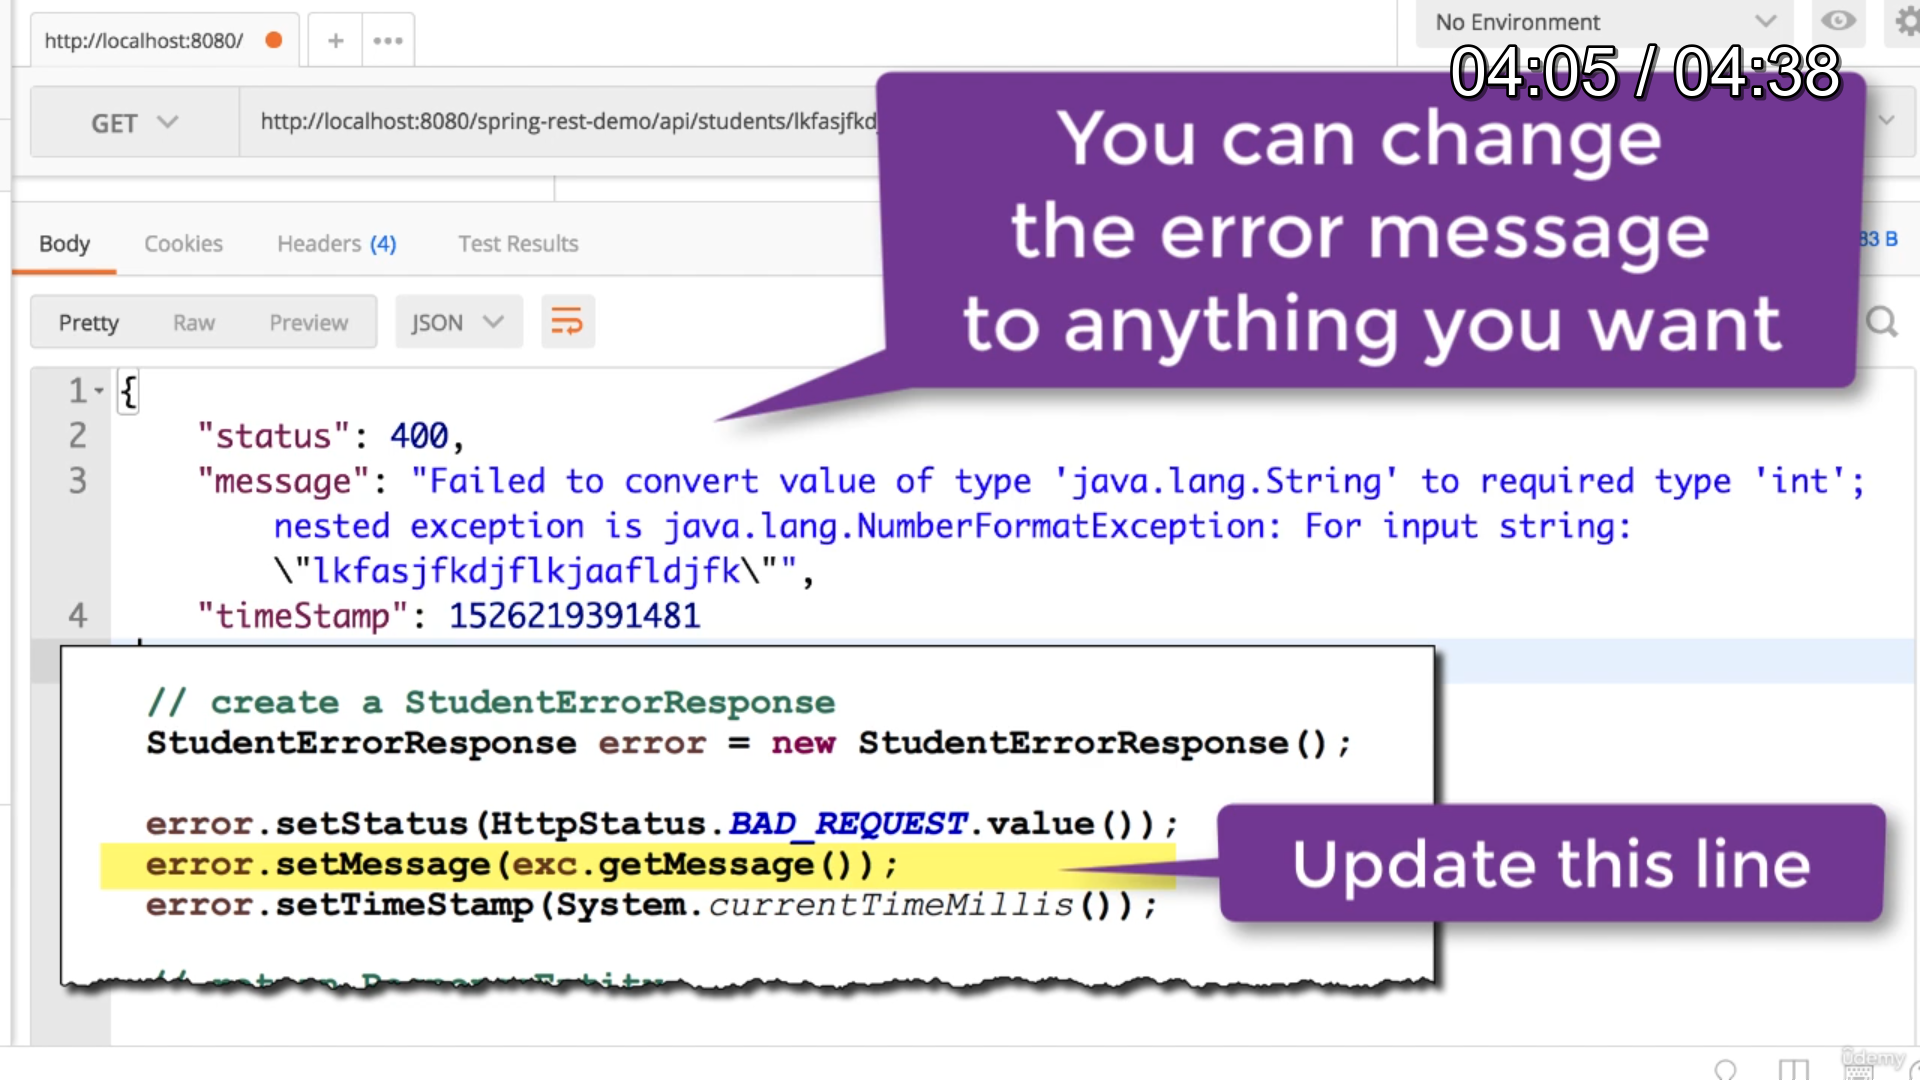 http://localhost:8080/
No Environment
04:05 / 04:38
GET
http://localhost:8080/spring-rest-demo/api/students/lkfasjfkd
You can change
the error message
to anything you want
Body
Cookies
Headers (4)
Test Results
83 B
Pretty
Raw
Preview
JSON
1 {
2 "status": 400,
3 "message": "Failed to convert value of type 'java.lang.String' to required type 'int';
nested exception is java.lang.NumberFormatException: For input string:
\"lkfasjfkdjflkjaafldjfk\"",
4 "timeStamp": 1526219391481
// create a StudentErrorResponse
StudentErrorResponse error = new StudentErrorResponse();
error.setStatus(HttpStatus.BAD_REQUEST.value());
error.setMessage(exc.getMessage());
Update this line
error.setTimeStamp(System.currentTimeMillis());
// return ResponseEntity
udemy